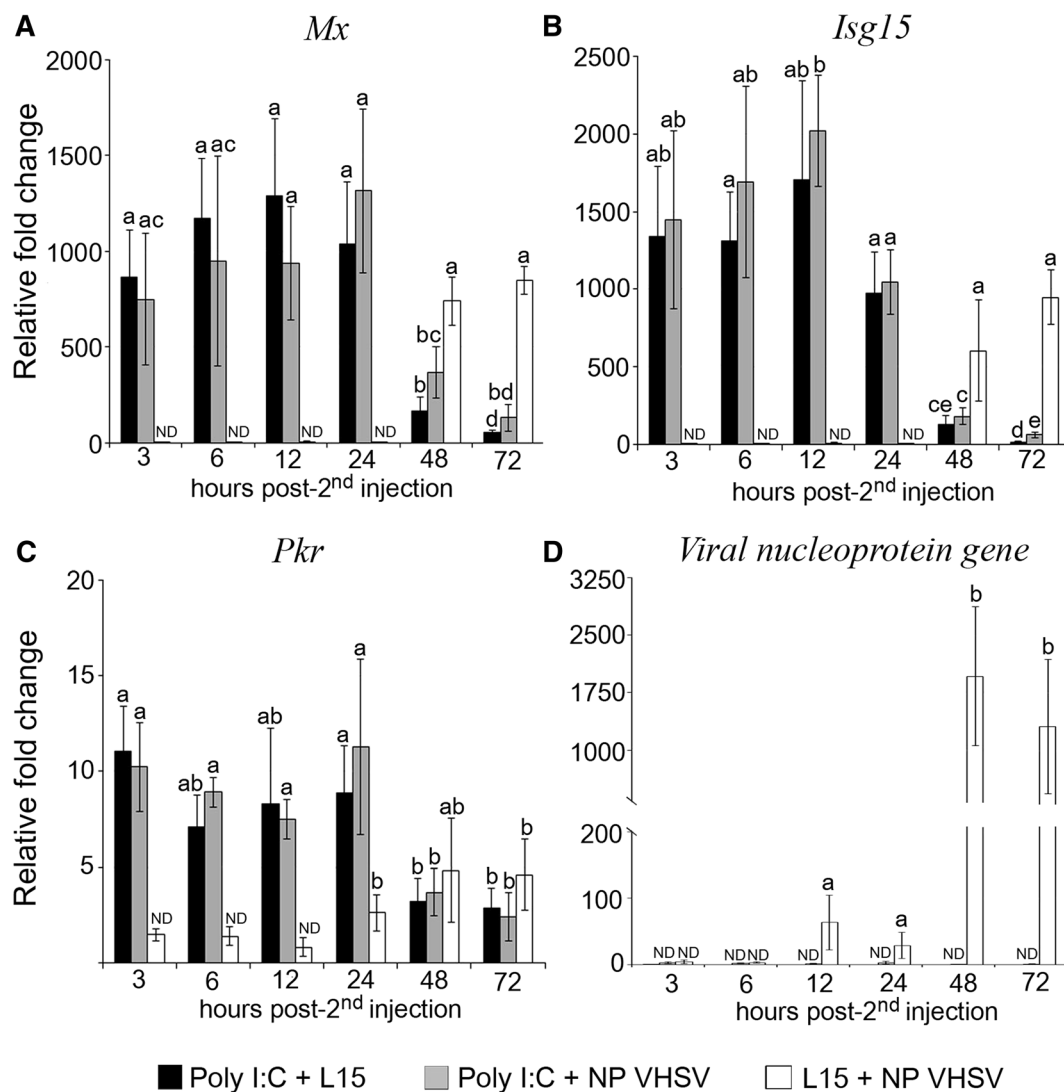 A
Mx
Relative fold change
2000
1500
1000
500
0
a
ac
ND
a
ac
ND
a
a
ND
a
a
ND
b
bc
a
d
bd
a
3 6 12 24 48 72
hours post-2nd injection
B
Isg15
2500
2000
1500
1000
500
0
ab
ab
ND
a
ab
ND
ab
b
ND
a
a
ND
ce
c
a
d
e
a
3 6 12 24 48 72
hours post-2nd injection
C
Pkr
Relative fold change
20
15
10
5
a
a
ND
ab
a
ND
ab
a
ND
a
a
b
b
b
ab
b
b
b
3 6 12 24 48 72
hours post-2nd injection
D
Viral nucleoprotein gene
3250
2500
1750
1000
200
100
0
ND
ND
ND
ND
ND
a
ND
a
ND
b
ND
b
3 6 12 24 48 72
hours post-2nd injection
Poly I:C + L15 Poly I:C + NP VHSV L15 + NP VHSV